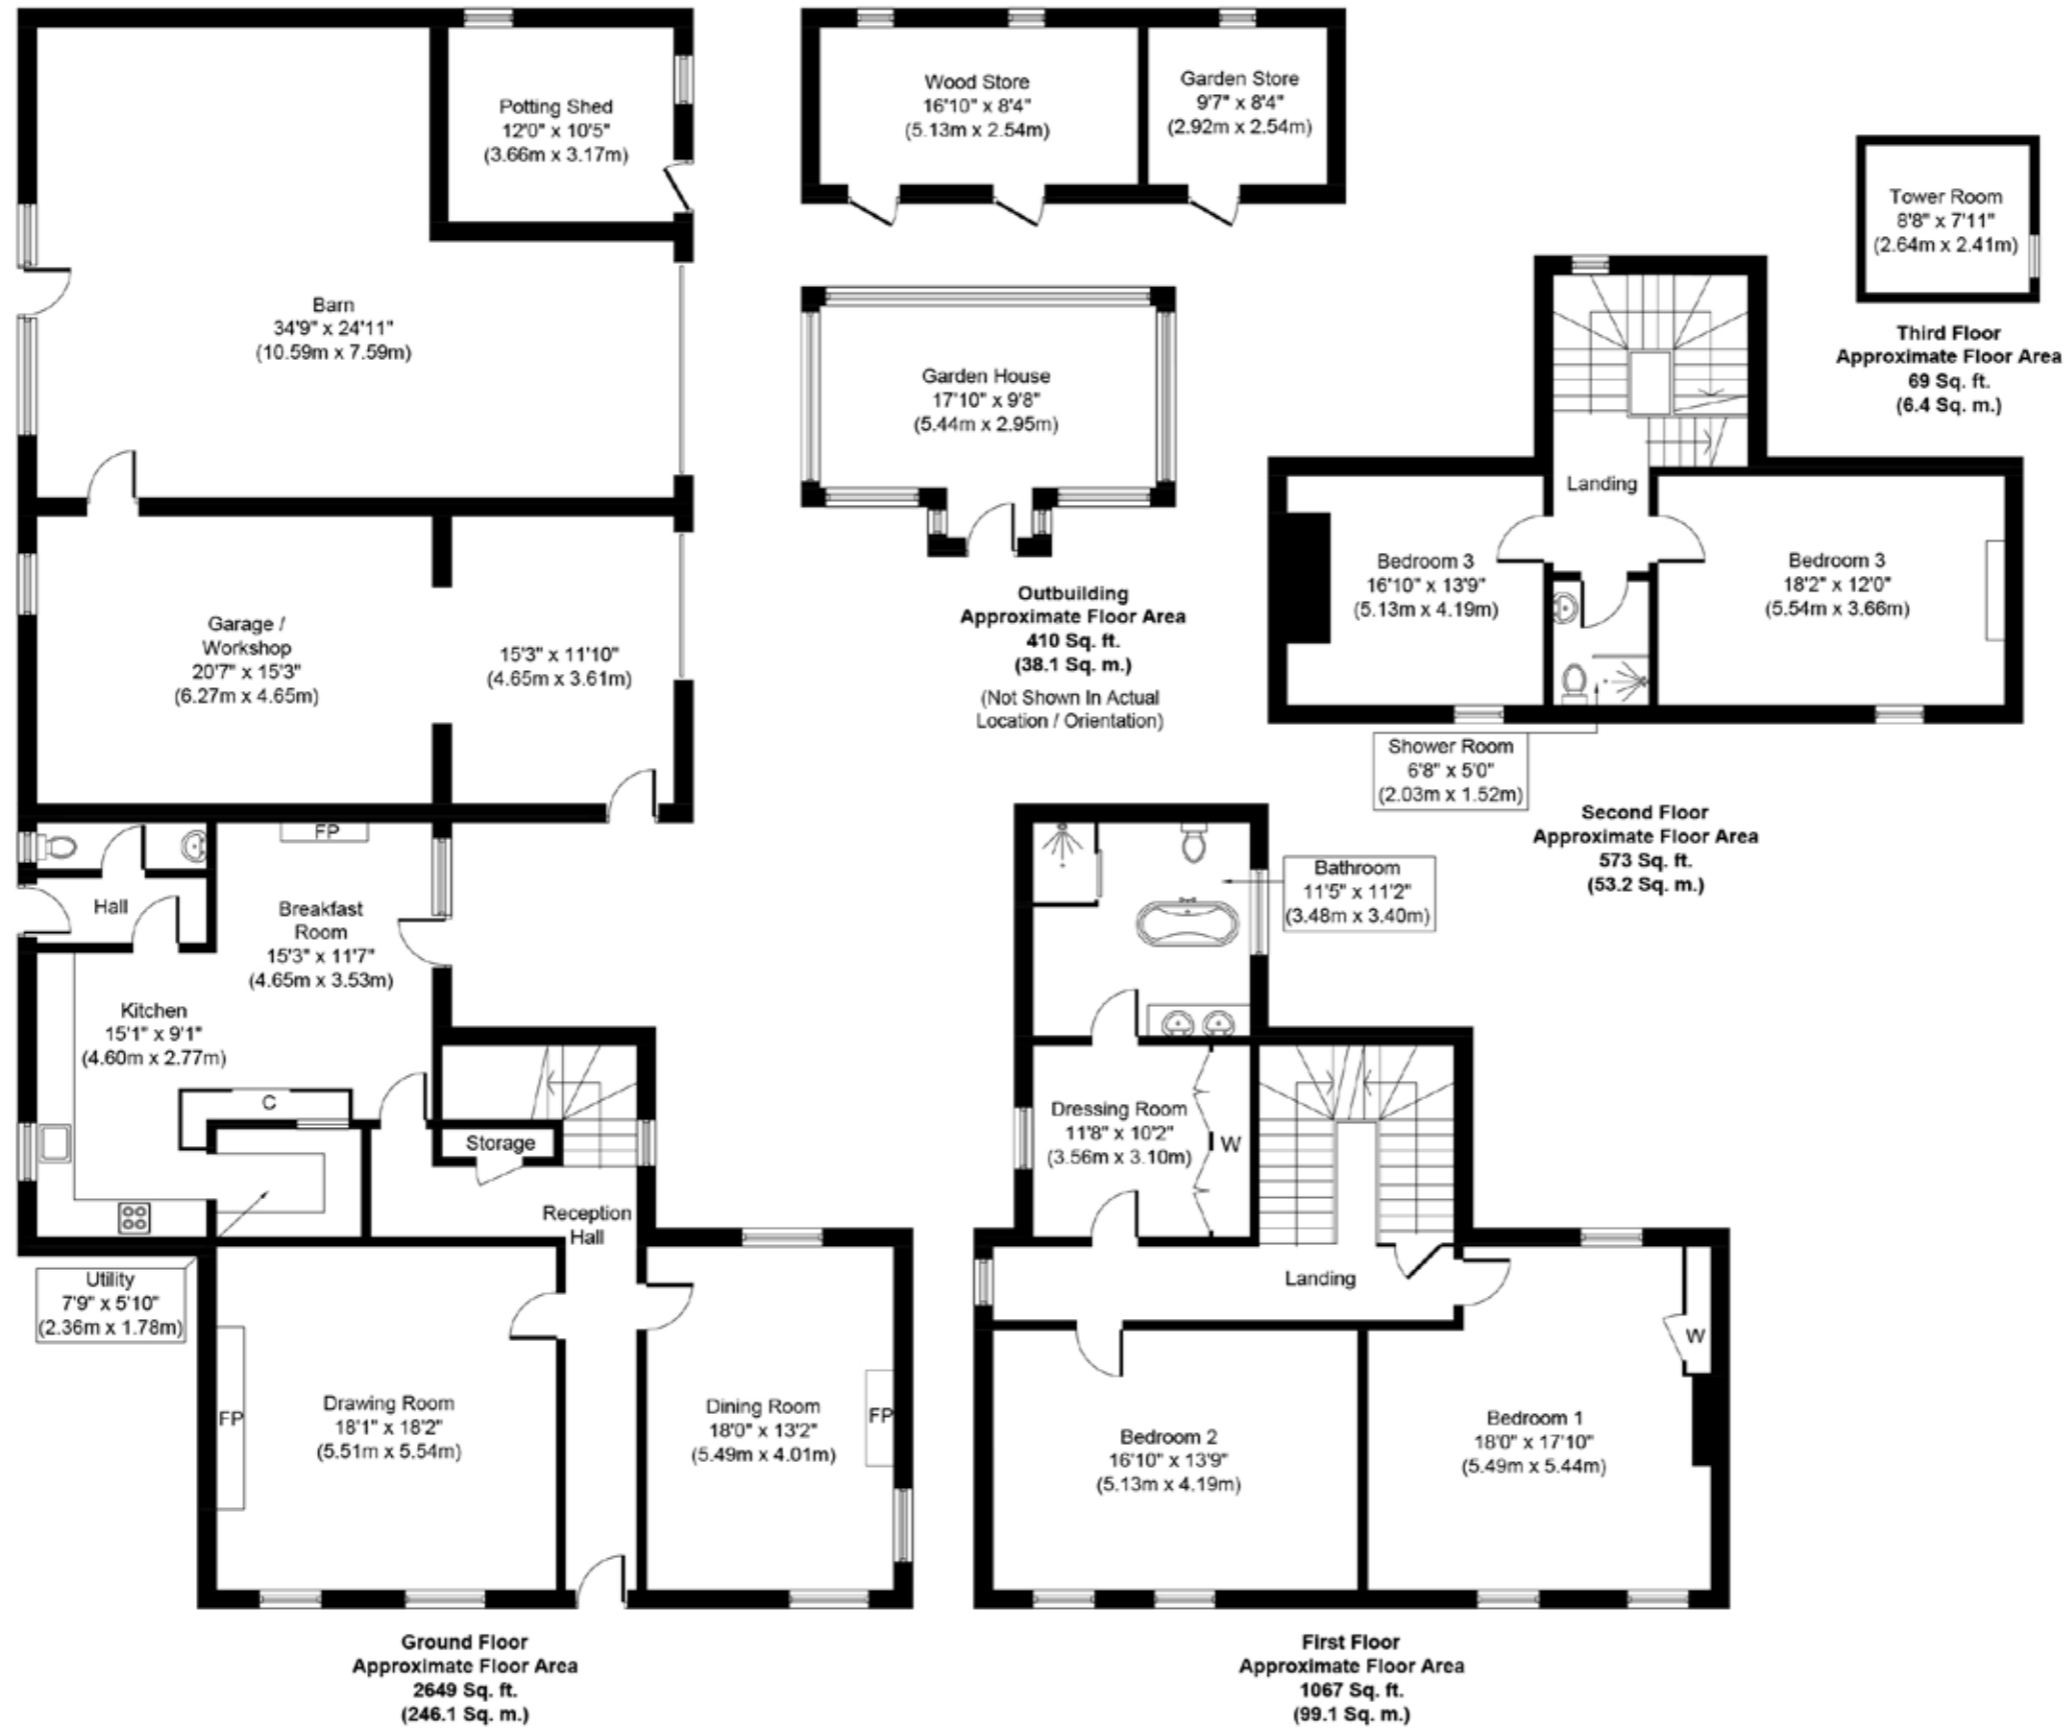 Potting Shed
12'0" x 10'5"
(3.66m x 3.17m)
Barn
34'9" x 24'11"
(10.59m x 7.59m)
Garage /
Workshop
20'7" x 15'3"
(6.27m x 4.65m)
15'3" x 11'10"
(4.65m x 3.61m)
FP
Hall
Breakfast
Room
15'3" x 11'7"
(4.65m x 3.53m)
Kitchen
15'1" x 9'1"
(4.60m x 2.77m)
C
Storage
Reception
Hall
Utility
7'9" x 5'10"
(2.36m x 1.78m)
Drawing Room
18'1" x 18'2"
(5.51m x 5.54m)
FP
Dining Room
18'0" x 13'2"
(5.49m x 4.01m)
FP
Ground Floor
Approximate Floor Area
2649 Sq. ft.
(246.1 Sq. m.)
Wood Store
16'10" x 8'4"
(5.13m x 2.54m)
Garden Store
9'7" x 8'4"
(2.92m x 2.54m)
Garden House
17'10" x 9'8"
(5.44m x 2.95m)
Outbuilding
Approximate Floor Area
410 Sq. ft.
(38.1 Sq. m.)
(Not Shown In Actual
Location / Orientation)
Tower Room
8'8" x 7'11"
(2.64m x 2.41m)
Third Floor
Approximate Floor Area
69 Sq. ft.
(6.4 Sq. m.)
Landing
Bedroom 3
16'10" x 13'9"
(5.13m x 4.19m)
Bedroom 3
18'2" x 12'0"
(5.54m x 3.66m)
Shower Room
6'8" x 5'0"
(2.03m x 1.52m)
Second Floor
Approximate Floor Area
573 Sq. ft.
(53.2 Sq. m.)
Bathroom
11'5" x 11'2"
(3.48m x 3.40m)
Dressing Room
11'8" x 10'2"
(3.56m x 3.10m)
W
Landing
W
Bedroom 2
16'10" x 13'9"
(5.13m x 4.19m)
Bedroom 1
18'0" x 17'10"
(5.49m x 5.44m)
First Floor
Approximate Floor Area
1067 Sq. ft.
(99.1 Sq. m.)